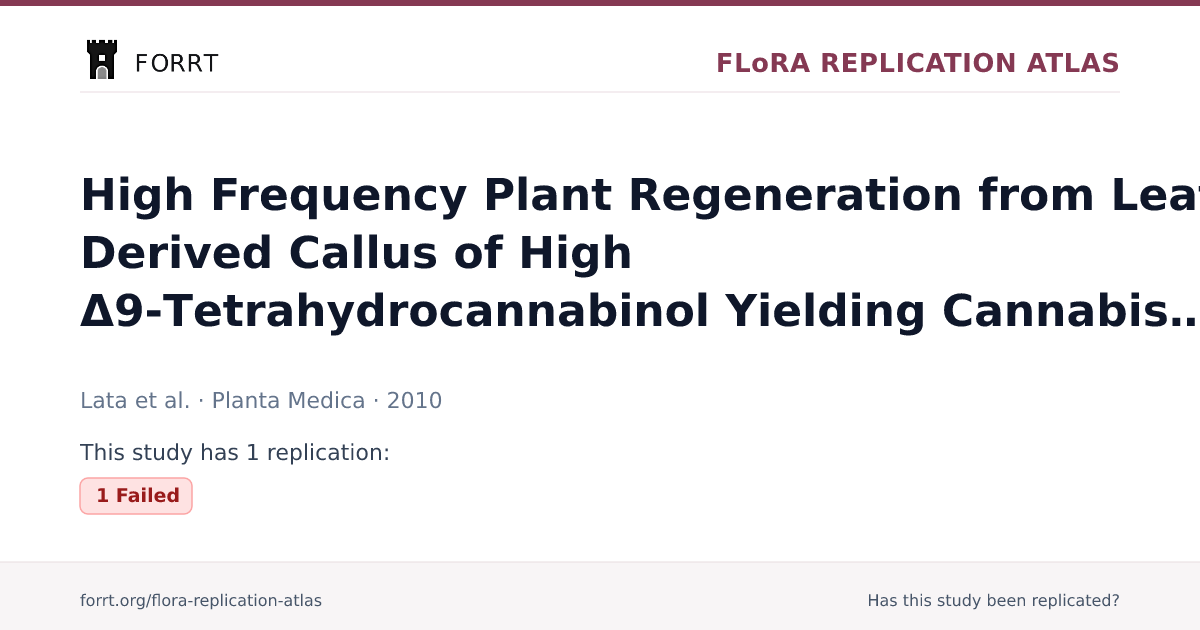 FORRT
FLoRA REPLICATION ATLAS
High Frequency Plant Regeneration from Leaf
Derived Callus of High
Δ9-Tetrahydrocannabinol Yielding Cannabis…
Lata et al. · Planta Medica · 2010
This study has 1 replication:
1 Failed
forrt.org/flora-replication-atlas
Has this study been replicated?